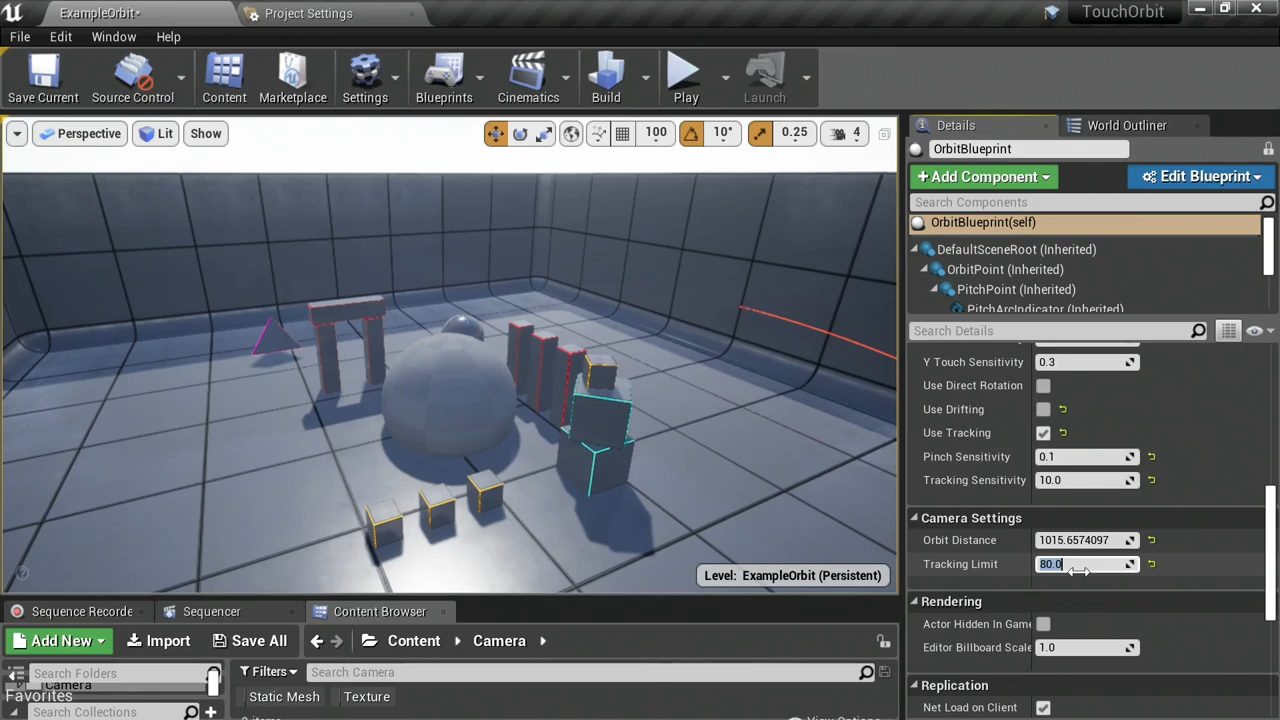 ExampleOrbit*
Project Settings
TouchOrbit
File Edit Window Help
Save Current
Source Control
Content
Marketplace
Settings
Blueprints
Cinematics
Build
Play
Launch
Perspective
Lit
Show
100
10°
0.25
4
Level: ExampleOrbit (Persistent)
Details
World Outliner
OrbitBlueprint
+Add Component
Edit Blueprint
Search Components
OrbitBlueprint(self)
DefaultSceneRoot (Inherited)
OrbitPoint (Inherited)
PitchPoint (Inherited)
PitchArcIndicator (Inherited)
Search Details
Y Touch Sensitivity 0.3
Use Direct Rotation
Use Drifting
Use Tracking
Pinch Sensitivity 0.1
Tracking Sensitivity 10.0
Camera Settings
Orbit Distance 1015.6574097
Tracking Limit 80.0
Rendering
Actor Hidden In Game
Editor Billboard Scale 1.0
Replication
Net Load on Client
Sequence Recorde
Sequencer
Content Browser
Add New
Import
Save All
Content
Camera
Search Folders
Camera
Favorites
Search Collections
Filters
Search Camera
Static Mesh
Texture
View Options